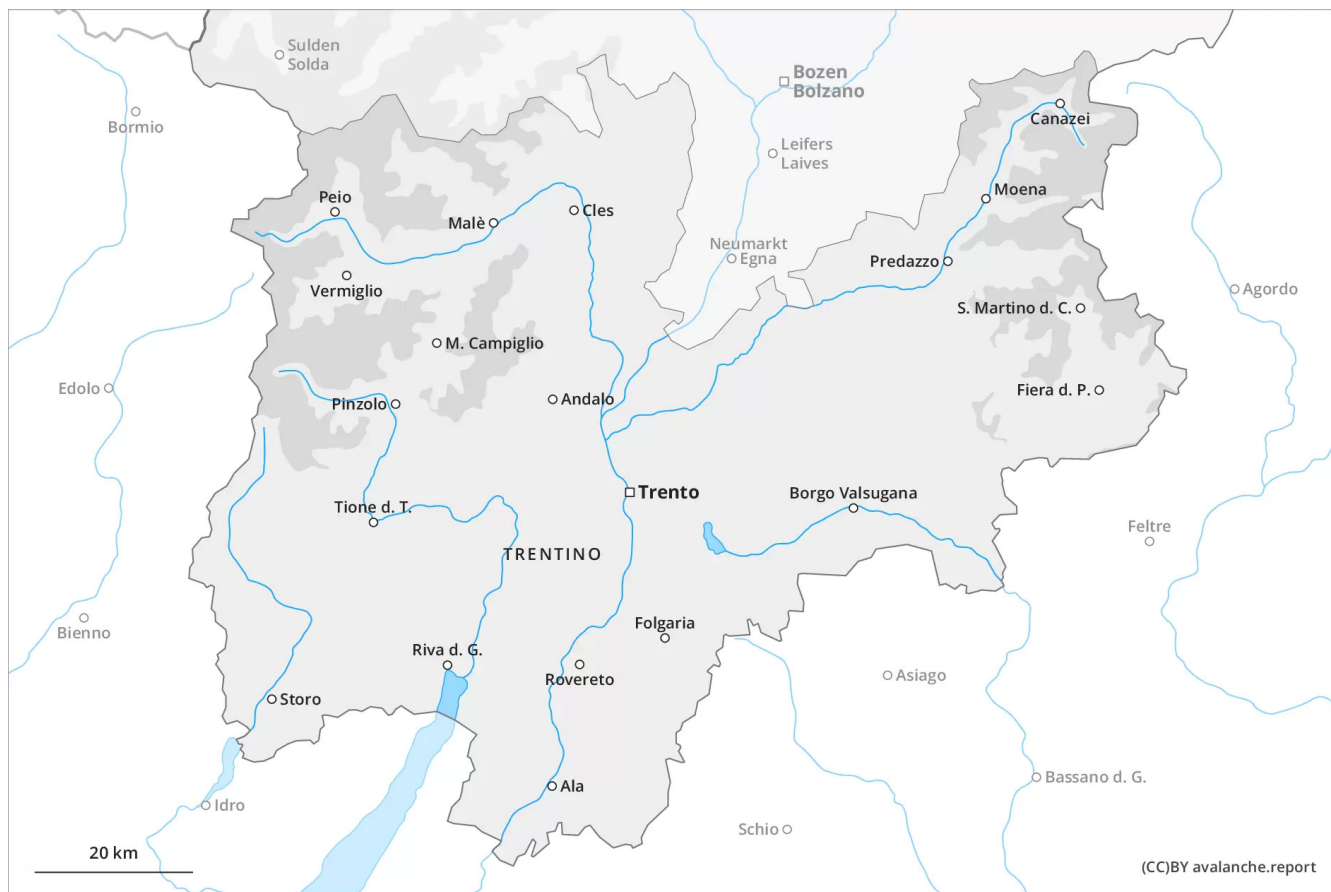 Sulden
Solda
Bozen
Bolzano
Bormio
Canazei
Leifers
Laives
Peio
Malè
Cles
Moena
Neumarkt
Egna
Predazzo
Vermiglio
Agordo
S. Martino d. C.
M. Campiglio
Edolo
Pinzolo
Andalo
Fiera d. P.
Trento
Borgo Valsugana
Tione d. T.
Feltre
TRENTINO
Bienno
Folgaria
Riva d. G.
Rovereto
Asiago
Storo
Bassano d. G.
Ala
Idro
Schio
20 km
(CC)BY avalanche.report